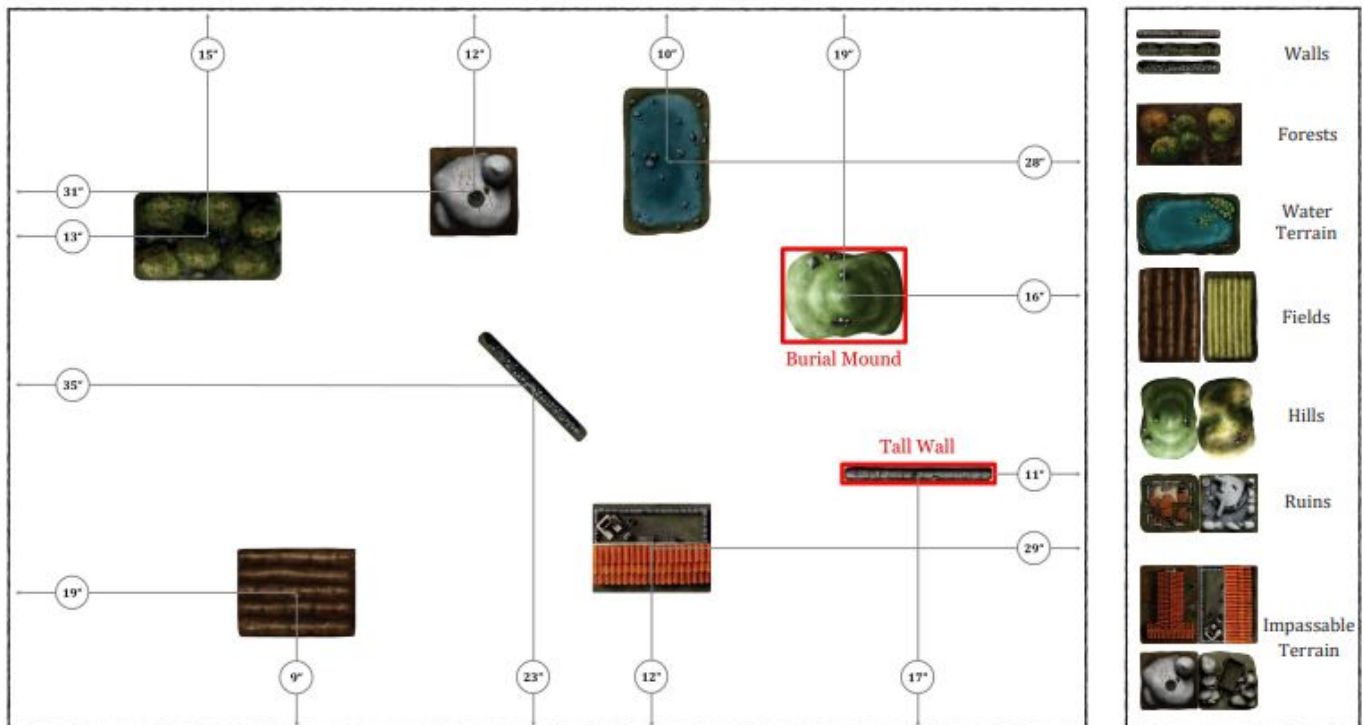 15"
12"
10"
19"
28"
31"
13"
16"
Burial Mound
35"
Tall Wall
11"
29"
19"
9"
23"
12"
17"
Walls
Forests
Water
Terrain
Fields
Hills
Ruins
Impassable
Terrain